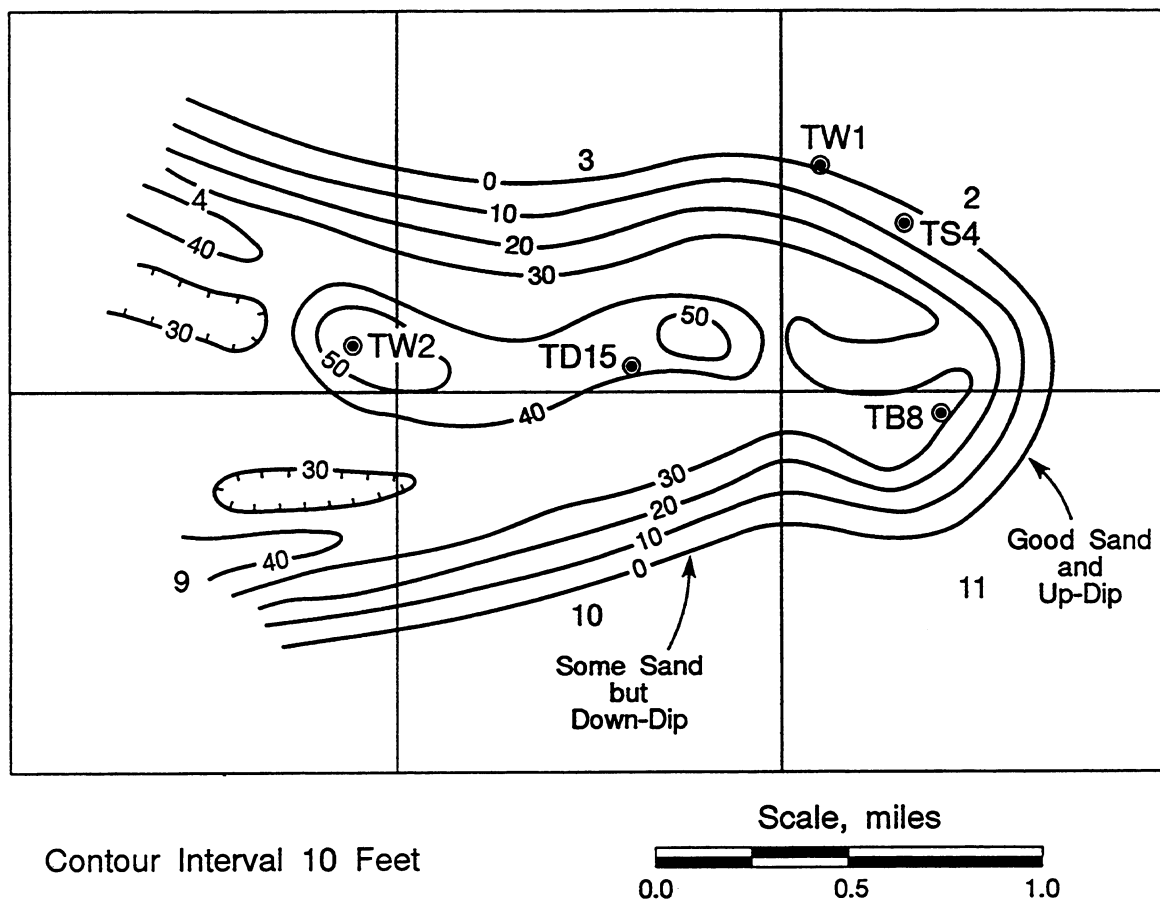 TW1
3
2
4
0
TS4
10
20
40
30
50
30
TW2
TD15
50
40
TB8
30
30
20
10
Good Sand
and
Up-Dip
40
0
9
11
10
Some Sand
but
Down-Dip
Scale, miles
Contour Interval 10 Feet
0.0 0.5 1.0